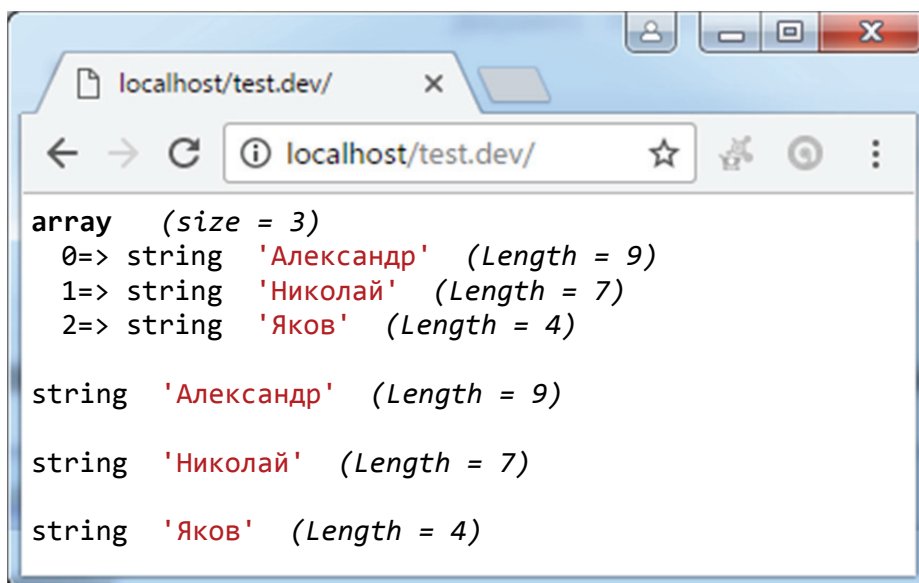 localhost/test.dev/
localhost/test.dev/
array (size = 3)
0=> string 'Александр' (Length = 9)
1=> string 'Николай' (Length = 7)
2=> string 'Яков' (Length = 4)
string 'Александр' (Length = 9)
string 'Николай' (Length = 7)
string 'Яков' (Length = 4)